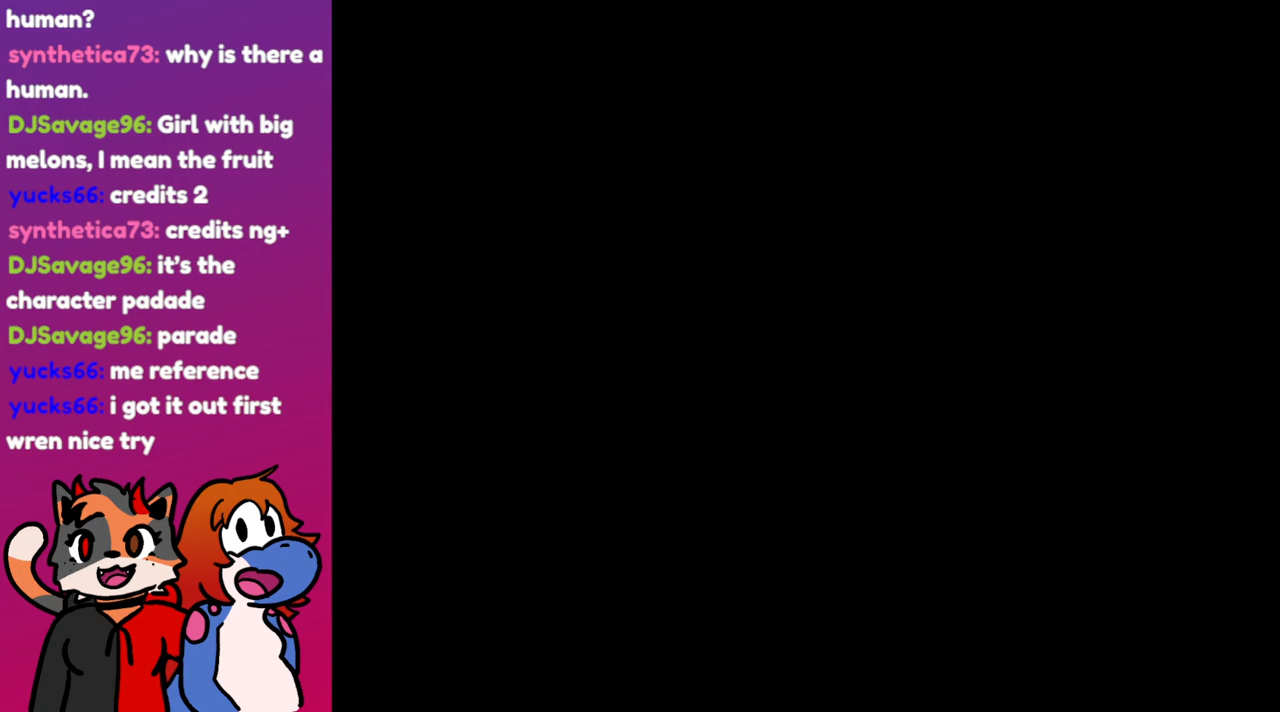 human?
synthetica73: why is there a
human.
DJSavage96: Girl with big
melons, I mean the fruit
yucks66: credits 2
synthetica73: credits ng+
DJSavage96: it's the
character padade
DJSavage96: parade
yucks66: me reference
yucks66: i got it out first
wren nice try